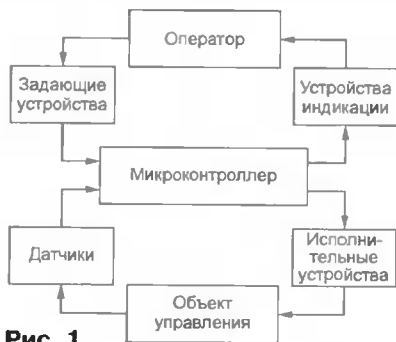 Оператор
Задающие
устройства
Устройства
индикации
Микроконтроллер
Датчики
Исполни-
тельные
устройства
Объект
управления
Рис. 1